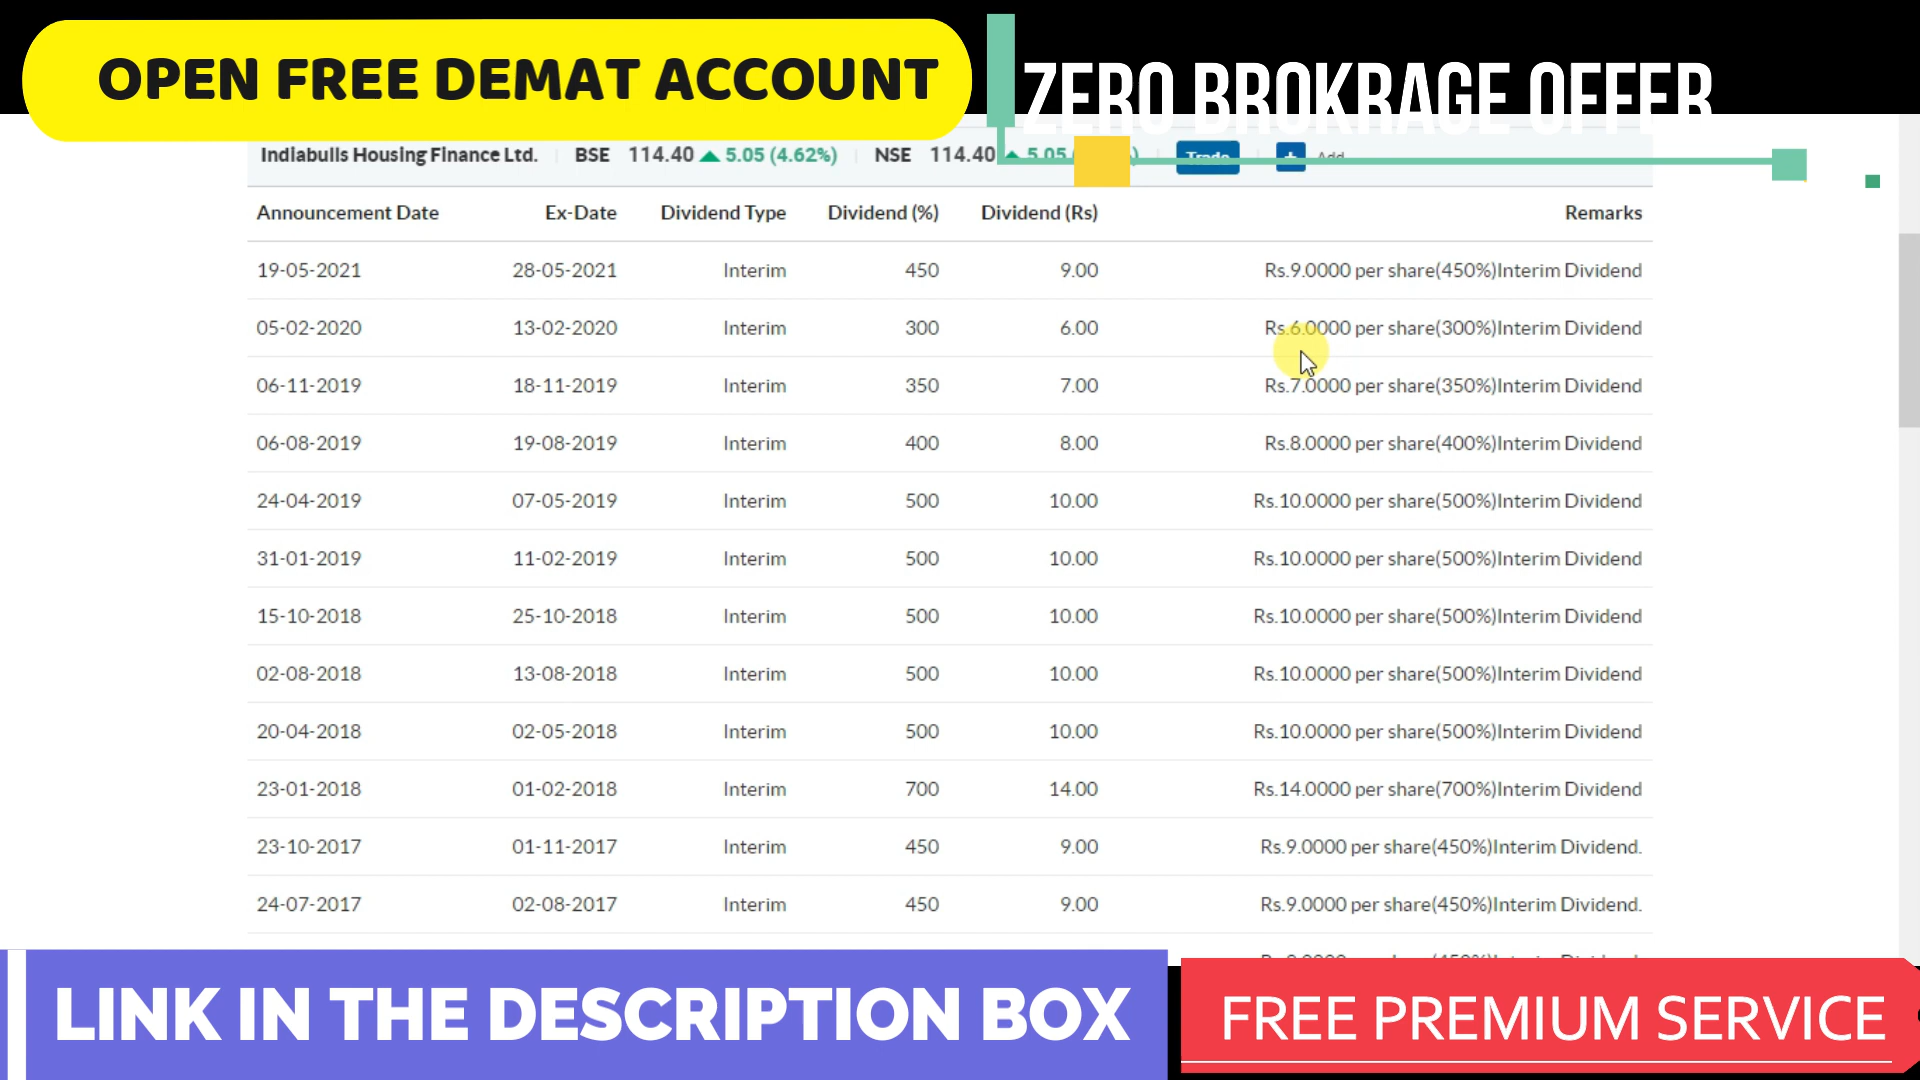 OPEN FREE DEMAT ACCOUNT
ZERO BROKRAGE OFFER
Indiabulls Housing Finance Ltd. BSE 114.40 5.05 (4.62%) NSE 114.40 5.05 Trade + Add
Announcement Date Ex-Date Dividend Type Dividend (%) Dividend (Rs) Remarks
19-05-2021 28-05-2021 Interim 450 9.00 Rs.9.0000 per share(450%)Interim Dividend
05-02-2020 13-02-2020 Interim 300 6.00 Rs.6.0000 per share(300%)Interim Dividend
06-11-2019 18-11-2019 Interim 350 7.00 Rs.7.0000 per share(350%)Interim Dividend
06-08-2019 19-08-2019 Interim 400 8.00 Rs.8.0000 per share(400%)Interim Dividend
24-04-2019 07-05-2019 Interim 500 10.00 Rs.10.0000 per share(500%)Interim Dividend
31-01-2019 11-02-2019 Interim 500 10.00 Rs.10.0000 per share(500%)Interim Dividend
15-10-2018 25-10-2018 Interim 500 10.00 Rs.10.0000 per share(500%)Interim Dividend
02-08-2018 13-08-2018 Interim 500 10.00 Rs.10.0000 per share(500%)Interim Dividend
20-04-2018 02-05-2018 Interim 500 10.00 Rs.10.0000 per share(500%)Interim Dividend
23-01-2018 01-02-2018 Interim 700 14.00 Rs.14.0000 per share(700%)Interim Dividend
23-10-2017 01-11-2017 Interim 450 9.00 Rs.9.0000 per share(450%)Interim Dividend.
24-07-2017 02-08-2017 Interim 450 9.00 Rs.9.0000 per share(450%)Interim Dividend.
LINK IN THE DESCRIPTION BOX
FREE PREMIUM SERVICE